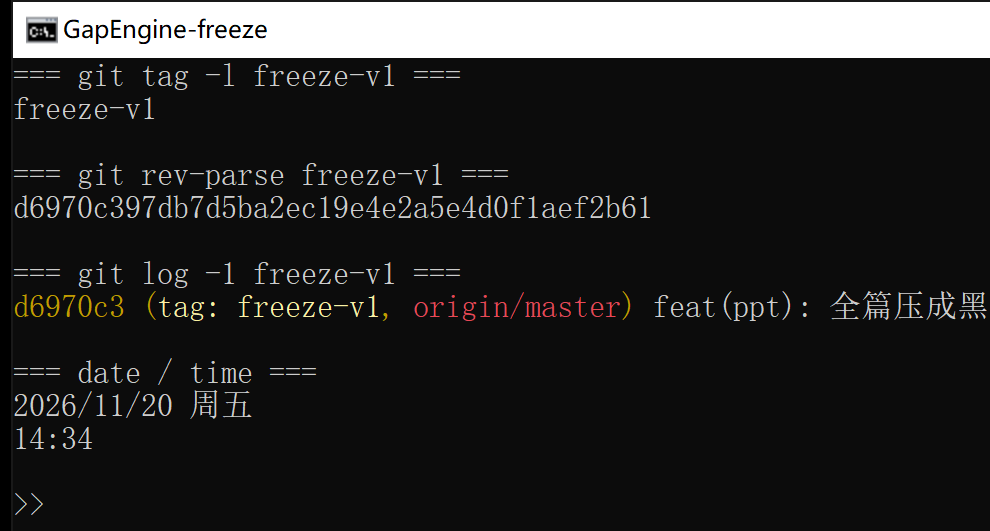 GapEngine-freeze
=== git tag -l freeze-v1 ===
freeze-v1
=== git rev-parse freeze-v1 ===
d6970c397db7d5ba2ec19e4e2a5e4d0f1aef2b61
=== git log -1 freeze-v1 ===
d6970c3 (tag: freeze-v1, origin/master) feat(ppt): 全篇压成黑
=== date / time ===
2026/11/20 周五
14:34
>>